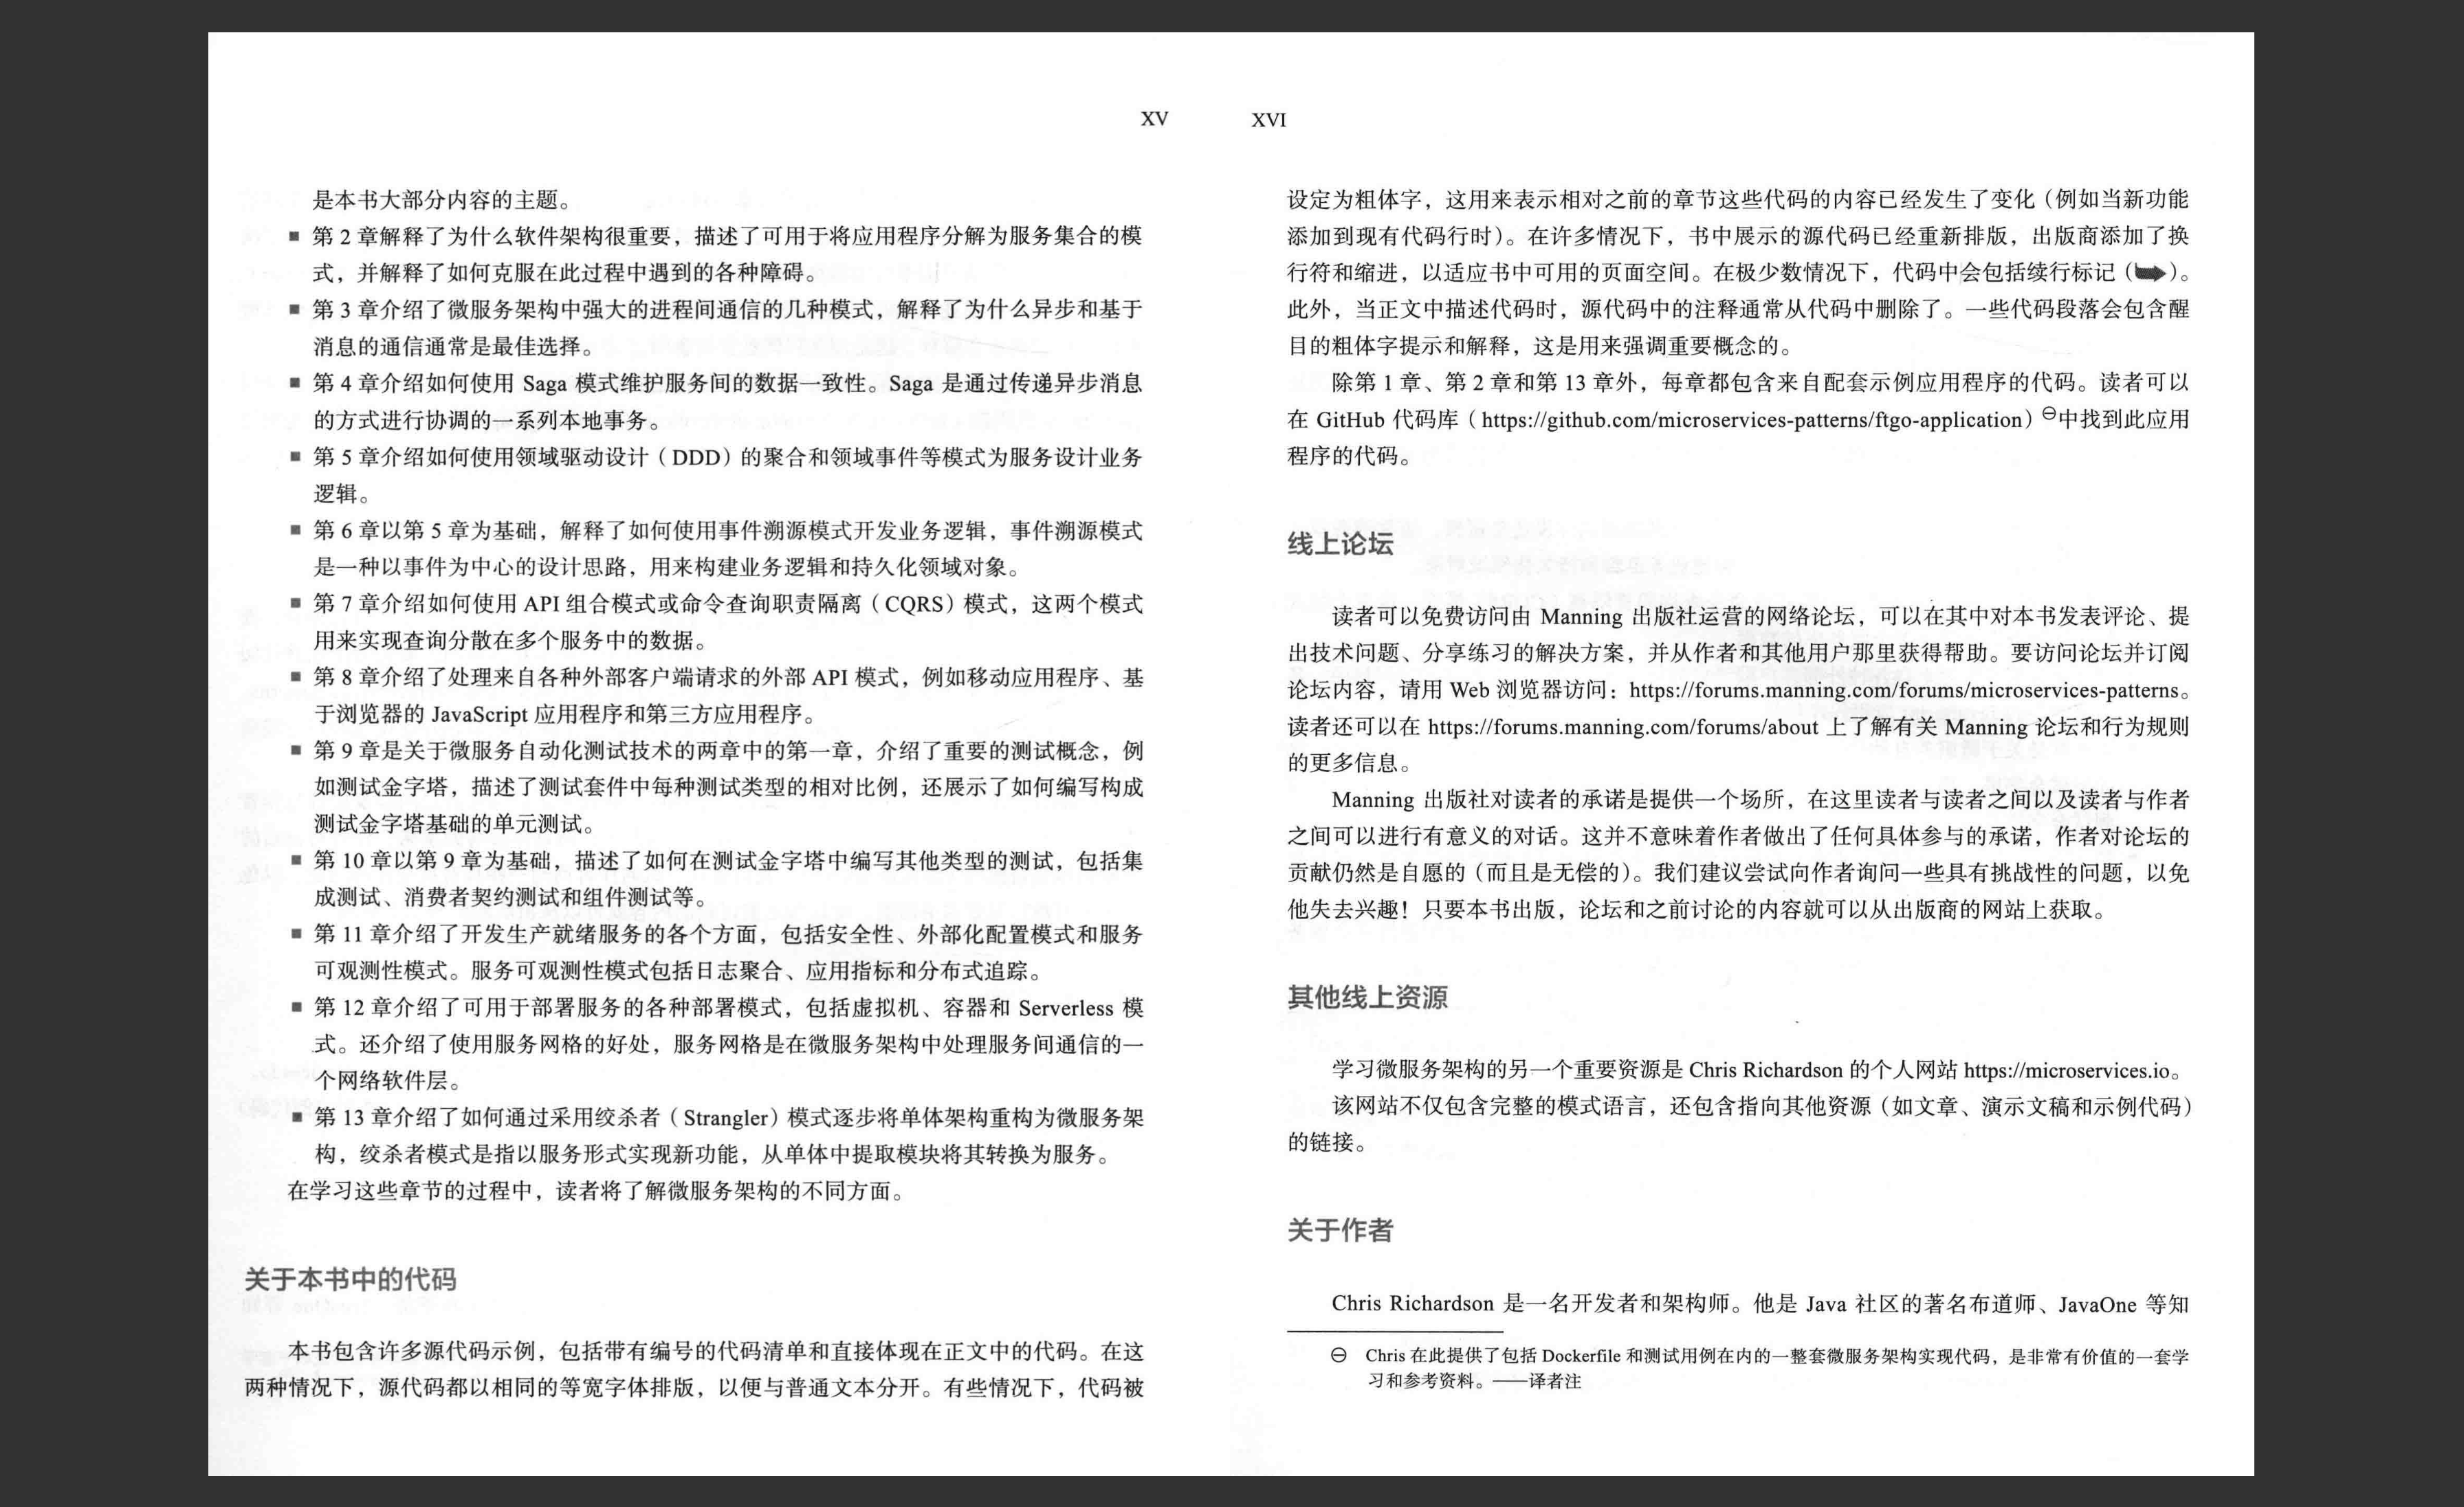 XV
是本书大部分内容的主题。
■ 第 2 章解释了为什么软件架构很重要，描述了可用于将应用程序分解为服务集合的模
式，并解释了如何克服在此过程中遇到的各种障碍。
■ 第 3 章介绍了微服务架构中强大的进程间通信的几种模式，解释了为什么异步和基于
消息的通信通常是最佳选择。
■ 第 4 章介绍如何使用 Saga 模式维护服务间的数据一致性。Saga 是通过传递异步消息
的方式进行协调的一系列本地事务。
■ 第 5 章介绍如何使用领域驱动设计（DDD）的聚合和领域事件等模式为服务设计业务
逻辑。
■ 第 6 章以第 5 章为基础，解释了如何使用事件溯源模式开发业务逻辑，事件溯源模式
是一种以事件为中心的设计思路，用来构建业务逻辑和持久化领域对象。
■ 第 7 章介绍如何使用 API 组合模式或命令查询职责隔离（CQRS）模式，这两个模式
用来实现查询分散在多个服务中的数据。
■ 第 8 章介绍了处理来自各种外部客户端请求的外部 API 模式，例如移动应用程序、基
于浏览器的 JavaScript 应用程序和第三方应用程序。
■ 第 9 章是关于微服务自动化测试技术的两章中的第一章，介绍了重要的测试概念，例
如测试金字塔，描述了测试套件中每种测试类型的相对比例，还展示了如何编写构成
测试金字塔基础的单元测试。
■ 第 10 章以第 9 章为基础，描述了如何在测试金字塔中编写其他类型的测试，包括集
成测试、消费者契约测试和组件测试等。
■ 第 11 章介绍了开发生产就绪服务的各个方面，包括安全性、外部化配置模式和服务
可观测性模式。服务可观测性模式包括日志聚合、应用指标和分布式追踪。
■ 第 12 章介绍了可用于部署服务的各种部署模式，包括虚拟机、容器和 Serverless 模
式。还介绍了使用服务网格的好处，服务网格是在微服务架构中处理服务间通信的一
个网络软件层。
■ 第 13 章介绍了如何通过采用绞杀者（Strangler）模式逐步将单体架构重构为微服务架
构，绞杀者模式是指以服务形式实现新功能，从单体中提取模块将其转换为服务。
在学习这些章节的过程中，读者将了解微服务架构的不同方面。
关于本书中的代码
本书包含许多源代码示例，包括带有编号的代码清单和直接体现在正文中的代码。在这
两种情况下，源代码都以相同的等宽字体排版，以便与普通文本分开。有些情况下，代码被
XVI
设定为粗体字，这用来表示相对之前的章节这些代码的内容已经发生了变化（例如当新功能
添加到现有代码行时）。在许多情况下，书中展示的源代码已经重新排版，出版商添加了换
行符和缩进，以适应书中可用的页面空间。在极少数情况下，代码中会包括续行标记（➥）。
此外，当正文中描述代码时，源代码中的注释通常从代码中删除了。一些代码段落会包含醒
目的粗体字提示和解释，这是用来强调重要概念的。
除第 1 章、第 2 章和第 13 章外，每章都包含来自配套示例应用程序的代码。读者可以
在 GitHub 代码库（https://github.com/microservices-patterns/ftgo-application）⊖中找到此应用
程序的代码。
线上论坛
读者可以免费访问由 Manning 出版社运营的网络论坛，可以在其中对本书发表评论、提
出技术问题、分享练习的解决方案，并从作者和其他用户那里获得帮助。要访问论坛并订阅
论坛内容，请用 Web 浏览器访问：https://forums.manning.com/forums/microservices-patterns。
读者还可以在 https://forums.manning.com/forums/about 上了解有关 Manning 论坛和行为规则
的更多信息。
Manning 出版社对读者的承诺是提供一个场所，在这里读者与读者之间以及读者与作者
之间可以进行有意义的对话。这并不意味着作者做出了任何具体参与的承诺，作者对论坛的
贡献仍然是自愿的（而且是无偿的）。我们建议尝试向作者询问一些具有挑战性的问题，以免
他失去兴趣！只要本书出版，论坛和之前讨论的内容就可以从出版商的网站上获取。
其他线上资源
学习微服务架构的另一个重要资源是 Chris Richardson 的个人网站 https://microservices.io。
该网站不仅包含完整的模式语言，还包含指向其他资源（如文章、演示文稿和示例代码）
的链接。
关于作者
Chris Richardson 是一名开发者和架构师。他是 Java 社区的著名布道师、JavaOne 等知
⊖ Chris 在此提供了包括 Dockerfile 和测试用例在内的一整套微服务架构实现代码，是非常有价值的一套学
习和参考资料。——译者注